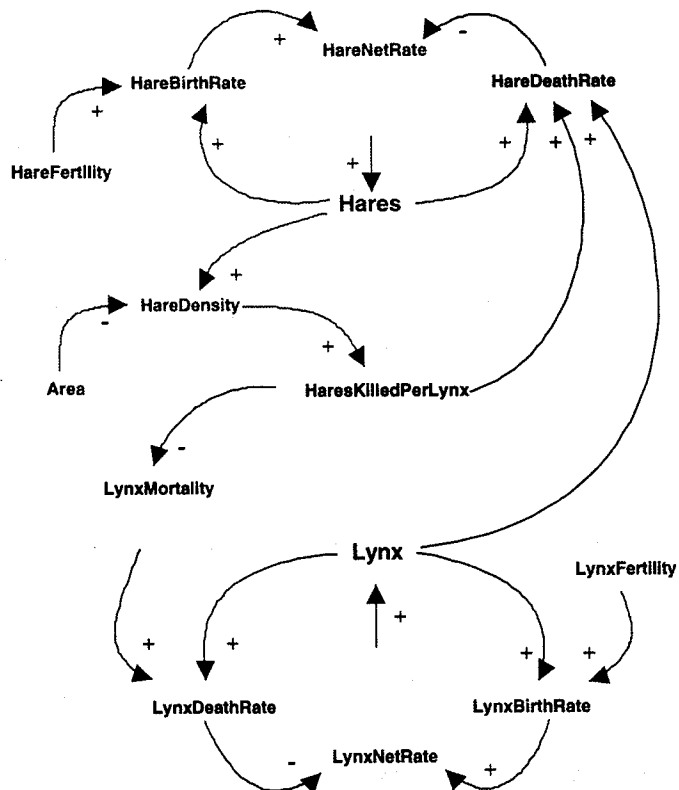 +
HareNetRate
-
HareBirthRate
HareDeathRate
+
+
+
+
+
+
HareFertility
Hares
+
HareDensity
-
+
Area
HaresKilledPerLynx
-
LynxMortality
Lynx
LynxFertility
+
+
+
+
+
LynxDeathRate
LynxBirthRate
-
LynxNetRate
+